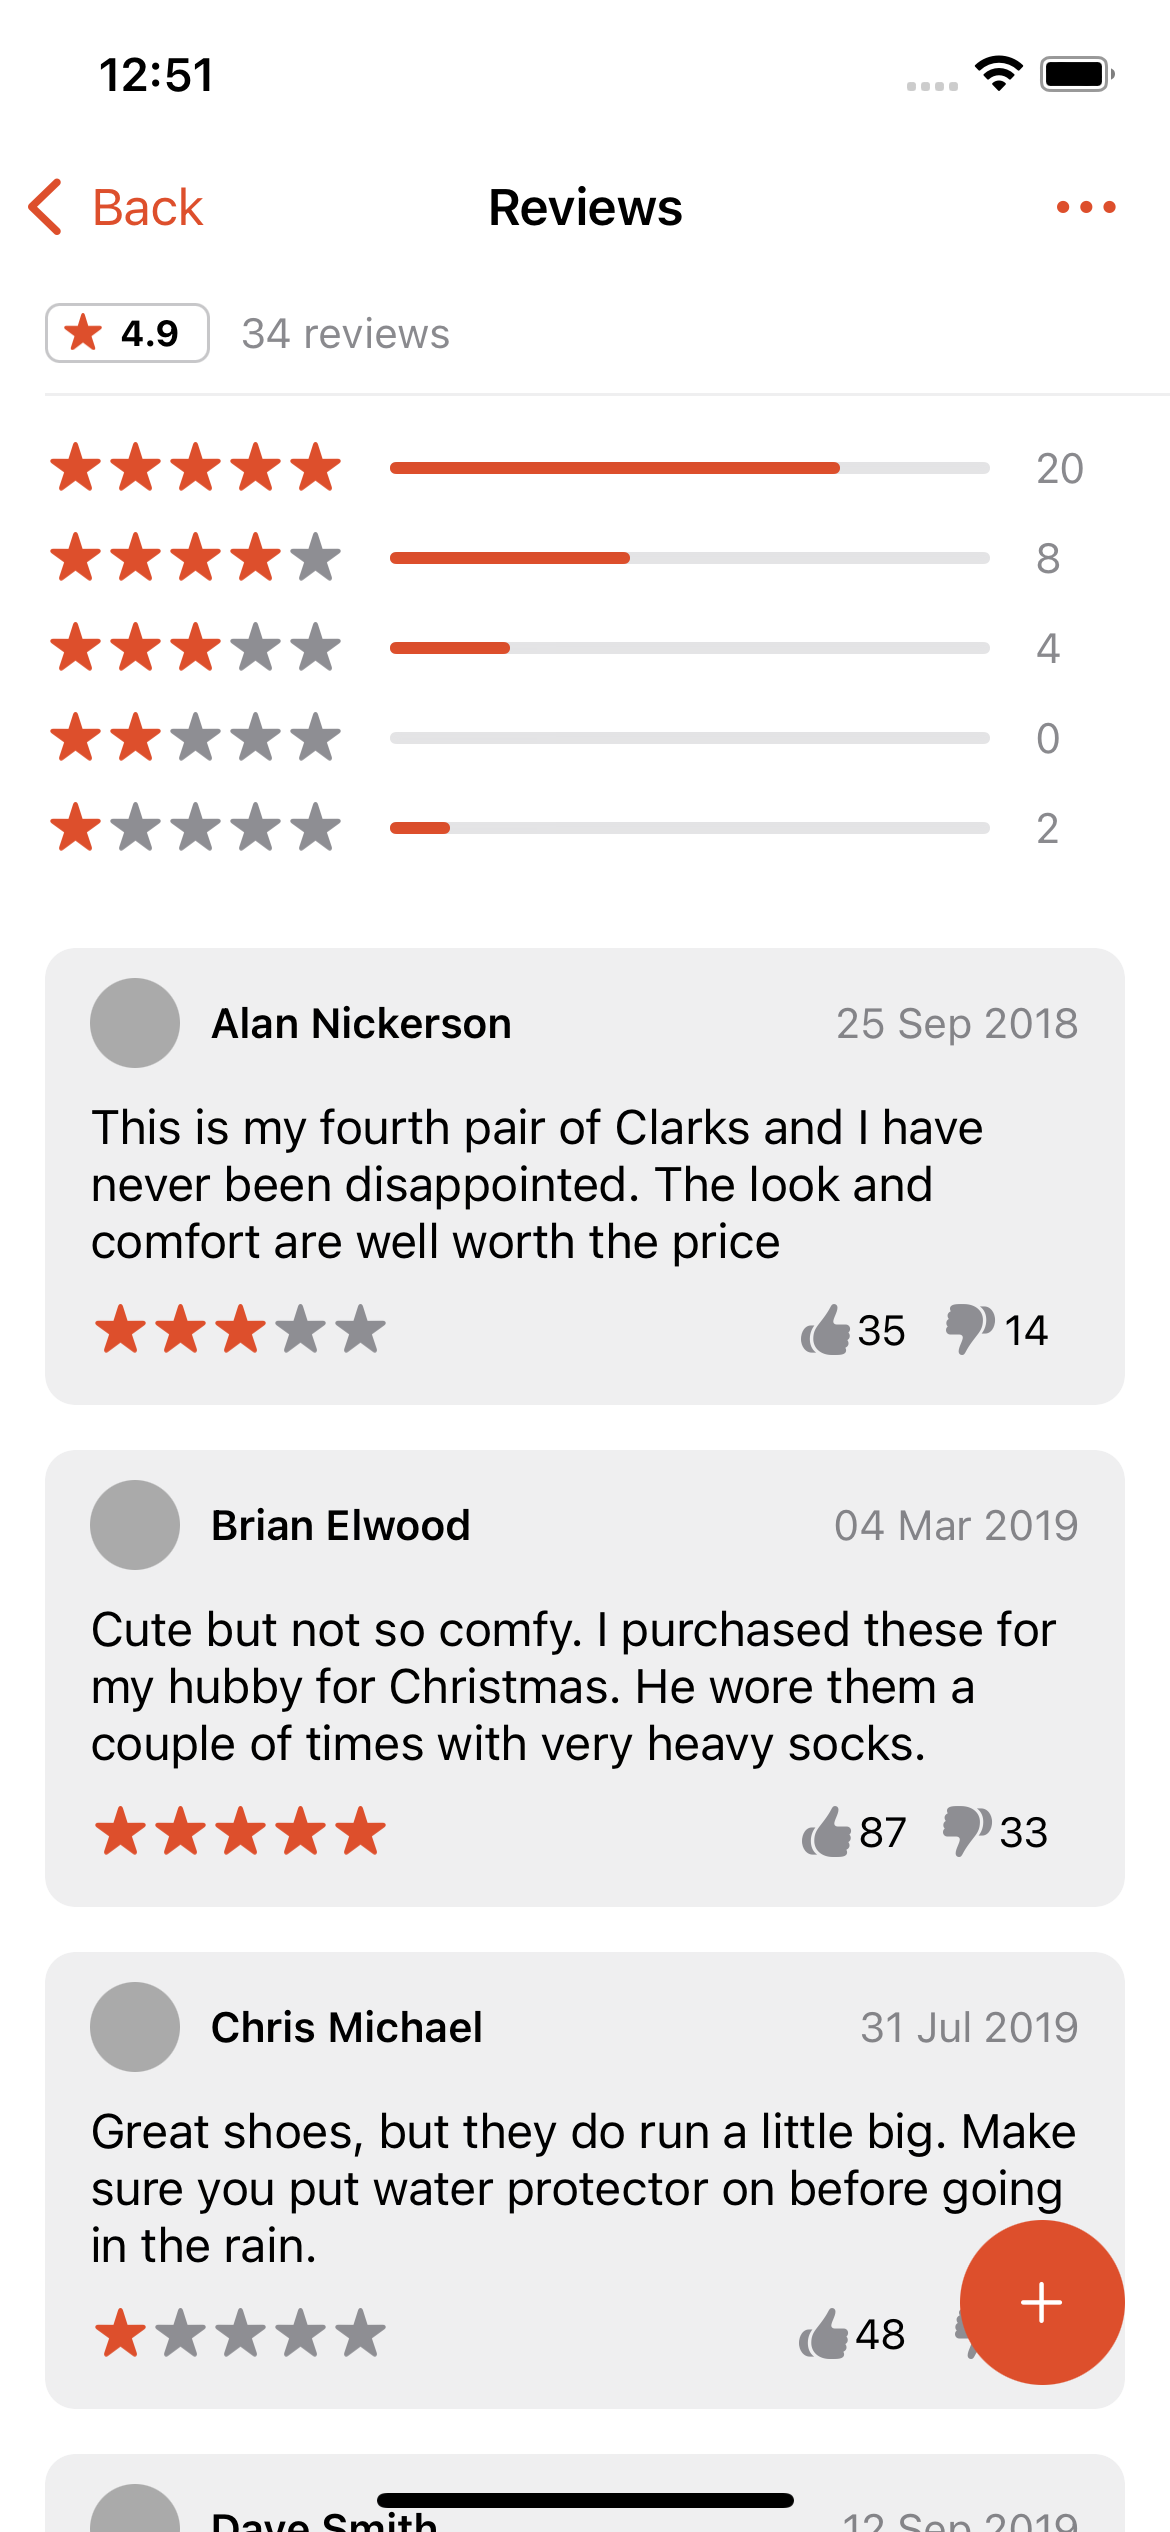 12:51
Back
Reviews
4.9
34 reviews
20
8
4
0
2
Alan Nickerson
25 Sep 2018
This is my fourth pair of Clarks and I have
never been disappointed. The look and
comfort are well worth the price
35
14
Brian Elwood
04 Mar 2019
Cute but not so comfy. I purchased these for
my hubby for Christmas. He wore them a
couple of times with very heavy socks.
87
33
Chris Michael
31 Jul 2019
Great shoes, but they do run a little big. Make
sure you put water protector on before going
in the rain.
48
Dave Smith
12 Sep 2019